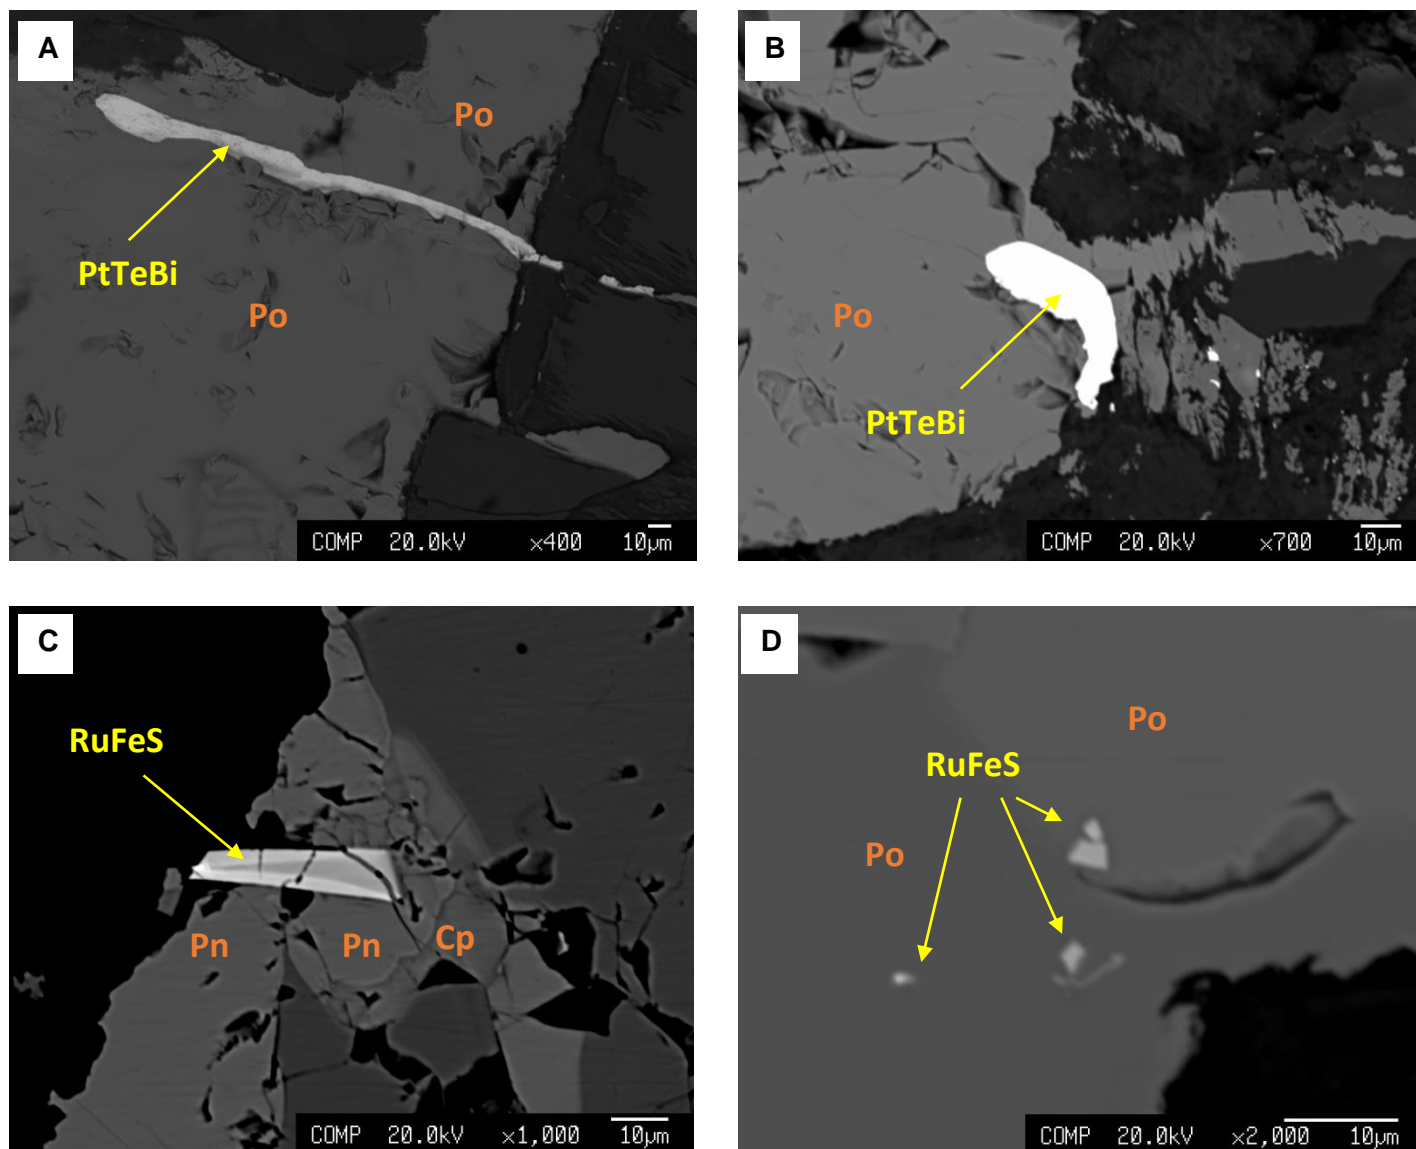 A
Po
PtTeBi
Po
COMP 20.0kV ×400 10µm
B
Po
PtTeBi
COMP 20.0kV ×700 10µm
C
RuFeS
Pn
Pn
Cp
COMP 20.0kV ×1,000 10µm
D
Po
RuFeS
Po
COMP 20.0kV ×2,000 10µm